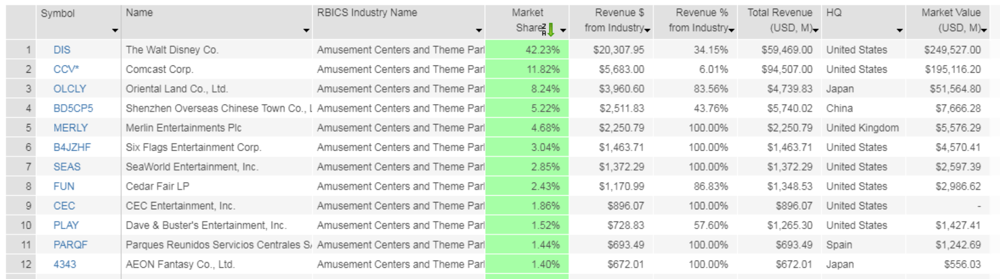 Symbol Name RBICS Industry Name Market Share Revenue $ from Industry Revenue % from Industry Total Revenue (USD, M) HQ Market Value (USD, M)
1 DIS The Walt Disney Co. Amusement Centers and Theme Parl 42.23% $20,307.95 34.15% $59,469.00 United States $249,527.00
2 CCV* Comcast Corp. Amusement Centers and Theme Parl 11.82% $5,683.00 6.01% $94,507.00 United States $195,116.20
3 OLCLY Oriental Land Co., Ltd. Amusement Centers and Theme Parl 8.24% $3,960.60 83.56% $4,739.83 Japan $51,564.80
4 BD5CP5 Shenzhen Overseas Chinese Town Co., L Amusement Centers and Theme Parl 5.22% $2,511.83 43.76% $5,740.02 China $7,666.28
5 MERLY Merlin Entertainments Plc Amusement Centers and Theme Parl 4.68% $2,250.79 100.00% $2,250.79 United Kingdom $5,576.29
6 B4JZHF Six Flags Entertainment Corp. Amusement Centers and Theme Parl 3.04% $1,463.71 100.00% $1,463.71 United States $4,570.41
7 SEAS SeaWorld Entertainment, Inc. Amusement Centers and Theme Parl 2.85% $1,372.29 100.00% $1,372.29 United States $2,597.39
8 FUN Cedar Fair LP Amusement Centers and Theme Parl 2.43% $1,170.99 86.83% $1,348.53 United States $2,986.62
9 CEC CEC Entertainment, Inc. Amusement Centers and Theme Parl 1.86% $896.07 100.00% $896.07 United States -
10 PLAY Dave & Buster's Entertainment, Inc. Amusement Centers and Theme Parl 1.52% $728.83 57.60% $1,265.30 United States $1,427.41
11 PARQF Parques Reunidos Servicios Centrales S Amusement Centers and Theme Parl 1.44% $693.49 100.00% $693.49 Spain $1,242.69
12 4343 AEON Fantasy Co., Ltd. Amusement Centers and Theme Parl 1.40% $672.01 100.00% $672.01 Japan $556.03